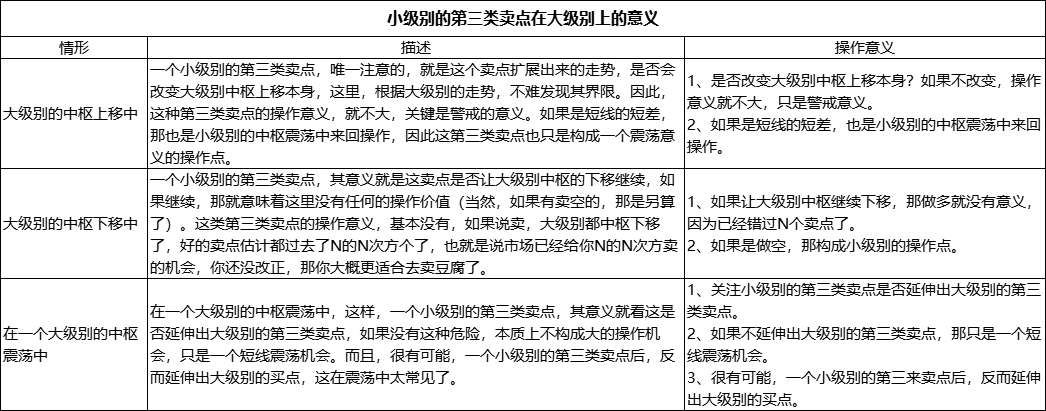 小级别的第三类卖点在大级别上的意义
情形
描述
操作意义
大级别的中枢上移中
一个小级别的第三类卖点，唯一注意的，就是这个卖点扩展出来的走势，是否会
改变大级别中枢上移本身，这里，根据大级别的走势，不难发现其界限。因此，
这种第三类卖点的操作意义，就不大，关键是警戒的意义。如果是短线的短差，
那也是小级别的中枢震荡中来回操作，因此这第三类卖点也只是构成一个震荡意
义的操作点。
1、是否改变大级别中枢上移本身？如果不改变，操作
意义就不大，只是警戒意义。
2、如果是短线的短差，也是小级别的中枢震荡中来回
操作。
大级别的中枢下移中
一个小级别的第三类卖点，其意义就是这卖点是否让大级别中枢的下移继续，如
果继续，那就意味着这里没有任何的操作价值（当然，如果有卖空的，那是另算
了）。这类第三类卖点的操作意义，基本没有，如果说卖，大级别都中枢下移
了，好的卖点估计都过去了N的N次方个了，也就是说市场已经给你N的N次方卖
的机会，你还没改正，那你大概更适合去卖豆腐了。
1、如果让大级别中枢继续下移，那做多就没有意义，
因为已经错过N个卖点了。
2、如果是做空，那构成小级别的操作点。
在一个大级别的中枢
震荡中
在一个大级别的中枢震荡中，这样，一个小级别的第三类卖点，其意义就看这是
否延伸出大级别的第三类卖点，如果没有这种危险，本质上不构成大的操作机
会，只是一个短线震荡机会。而且，很有可能，一个小级别的第三类卖点后，反
而延伸出大级别的买点，这在震荡中太常见了。
1、关注小级别的第三类卖点是否延伸出大级别的第三
类卖点。
2、如果不延伸出大级别的第三类卖点，那只是一个短
线震荡机会。
3、很有可能，一个小级别的第三来卖点后，反而延伸
出大级别的买点。